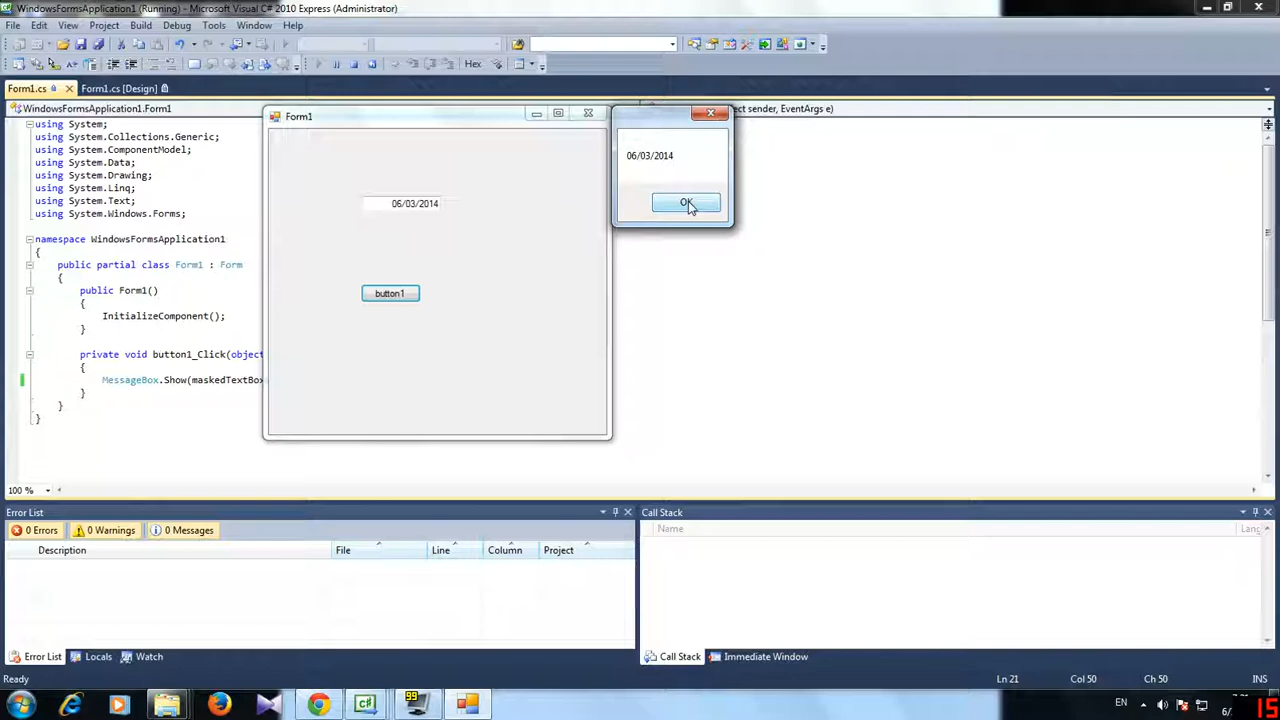 WindowsFormsApplication1 (Running) - Microsoft Visual C# 2010 Express (Administrator)
File Edit View Project Build Debug Tools Window Help
Hex
Form1.cs Form1.cs [Design]
WindowsFormsApplication1.Form1
ect sender, EventArgs e)
Form1
using System;
using System.Collections.Generic;
using System.ComponentModel;
using System.Data;
using System.Drawing;
using System.Linq;
using System.Text;
using System.Windows.Forms;
06/03/2014
OK
06/03/2014
namespace WindowsFormsApplication1
{
public partial class Form1 : Form
{
public Form1()
{
InitializeComponent();
}
button1
private void button1_Click(object
{
MessageBox.Show(maskedTextBox
}
}
}
100 %
Error List
0 Errors 0 Warnings 0 Messages
Description File Line Column Project
Call Stack
Name Lang
Error List Locals Watch
Call Stack Immediate Window
Ready Ln 21 Col 50 Ch 50 INS
99
EN
6/
15